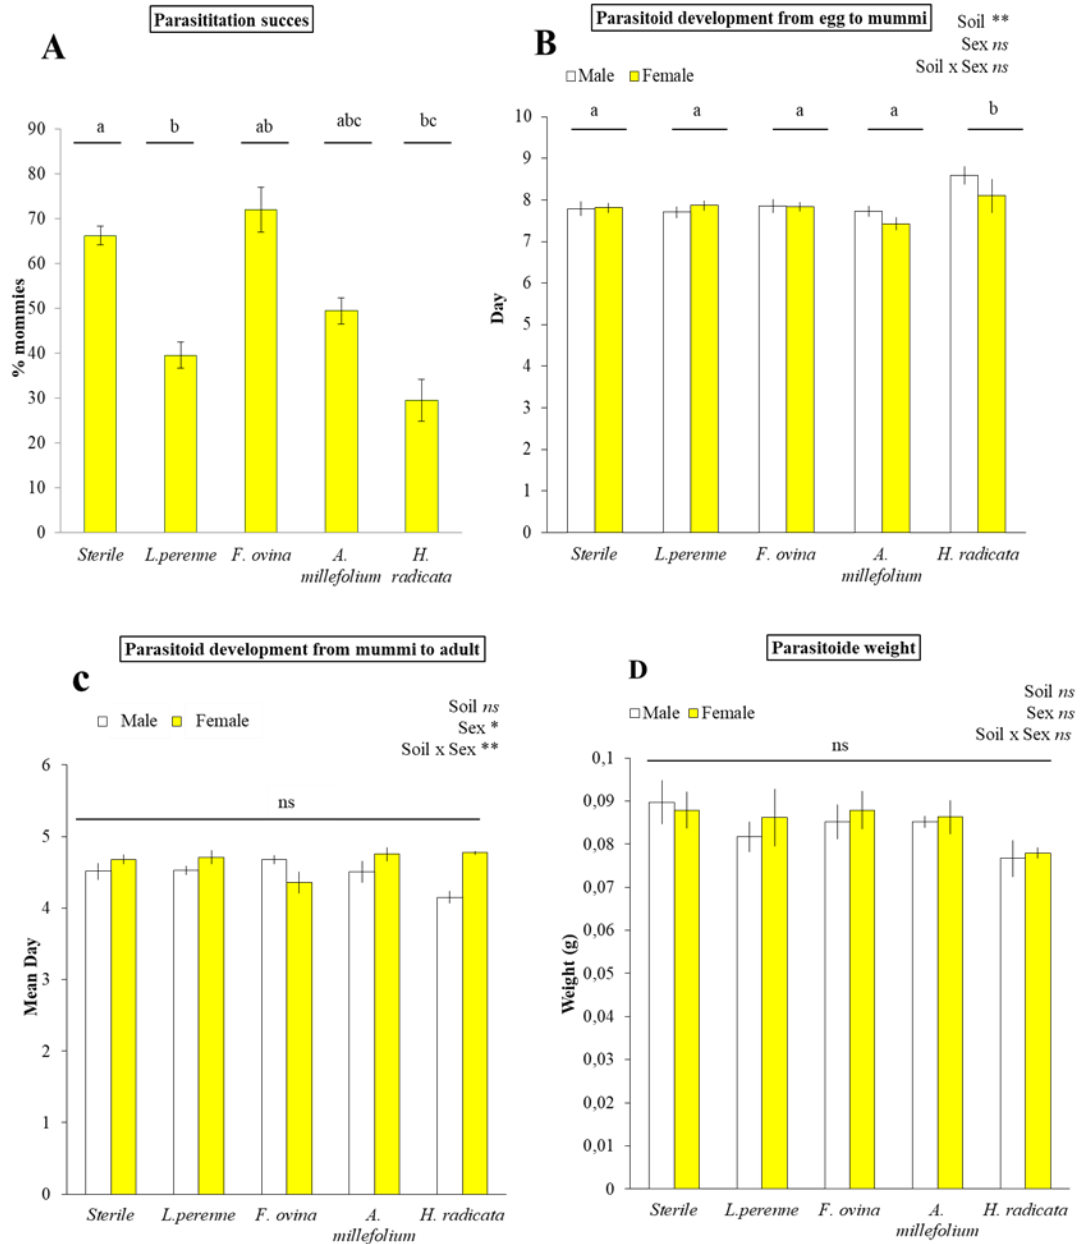 Parasititation succes
A
a b ab abc bc
90
80
70
60
50
40
30
20
10
0
% mommies
Sterile L.perenne F. ovina A. millefolium H. radicata
Parasitoid development from egg to mummi
B
Soil **
Sex ns
Soil x Sex ns
Male Female
a a a a b
10
9
8
7
6
5
4
3
2
1
0
Day
Sterile L.perenne F. ovina A. millefolium H. radicata
Parasitoid development from mummi to adult
C
Soil ns
Sex *
Soil x Sex **
Male Female
ns
6
5
4
3
2
1
0
Mean Day
Sterile L.perenne F. ovina A. millefolium H. radicata
Parasitoide weight
D
Soil ns
Sex ns
Soil x Sex ns
Male Female
ns
0,1
0,09
0,08
0,07
0,06
0,05
0,04
0,03
0,02
0,01
0
Weight (g)
Sterile L.perenne F. ovina A. millefolium H. radicata